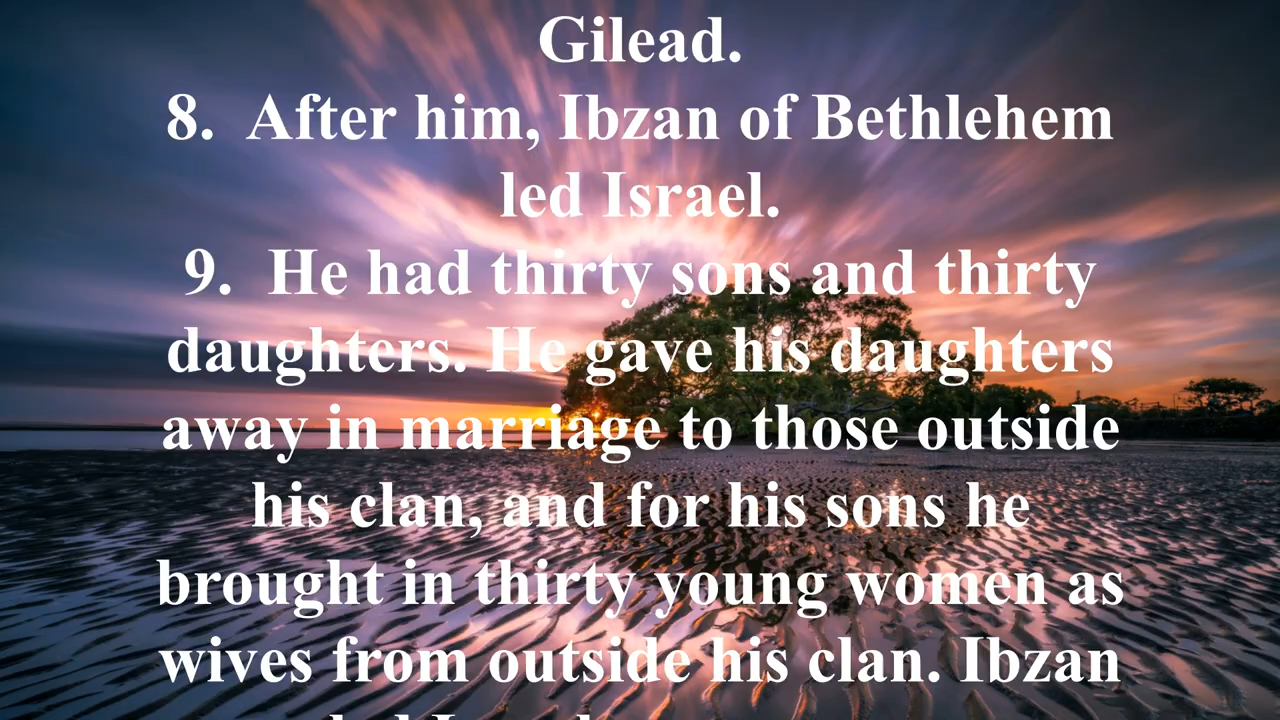 Gilead.
8. After him, Ibzan of Bethlehem
led Israel.
9. He had thirty sons and thirty
daughters. He gave his daughters
away in marriage to those outside
his clan, and for his sons he
brought in thirty young women as
wives from outside his clan. Ibzan